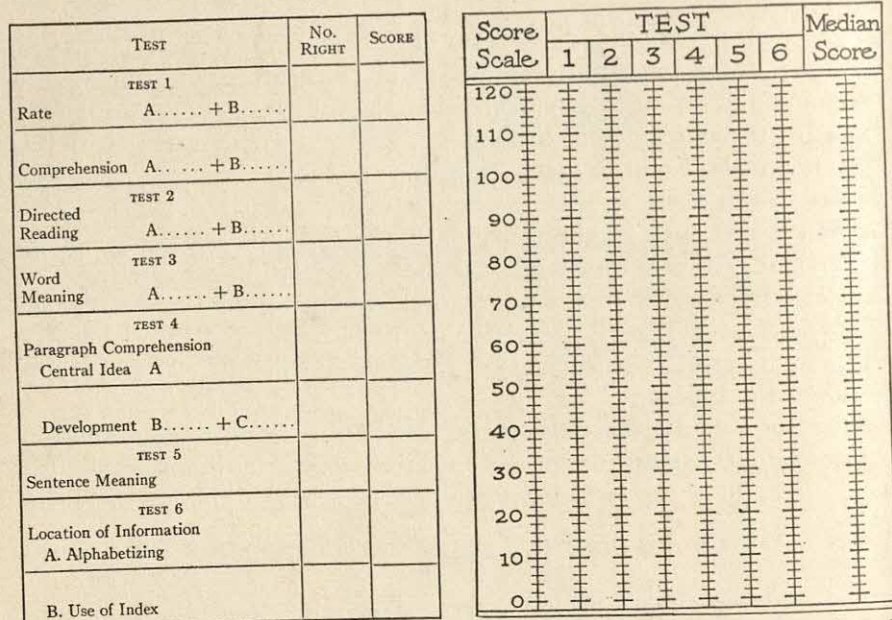 TEST No. RIGHT SCORE
TEST 1
Rate A...... + B......
Comprehension A...... + B......
TEST 2
Directed
Reading A...... + B......
TEST 3
Word
Meaning A...... + B......
TEST 4
Paragraph Comprehension
Central Idea A
Development B...... + C......
TEST 5
Sentence Meaning
TEST 6
Location of Information
A. Alphabetizing
B. Use of Index
Score Scale TEST Median Score
1 2 3 4 5 6
120
110
100
90
80
70
60
50
40
30
20
10
0